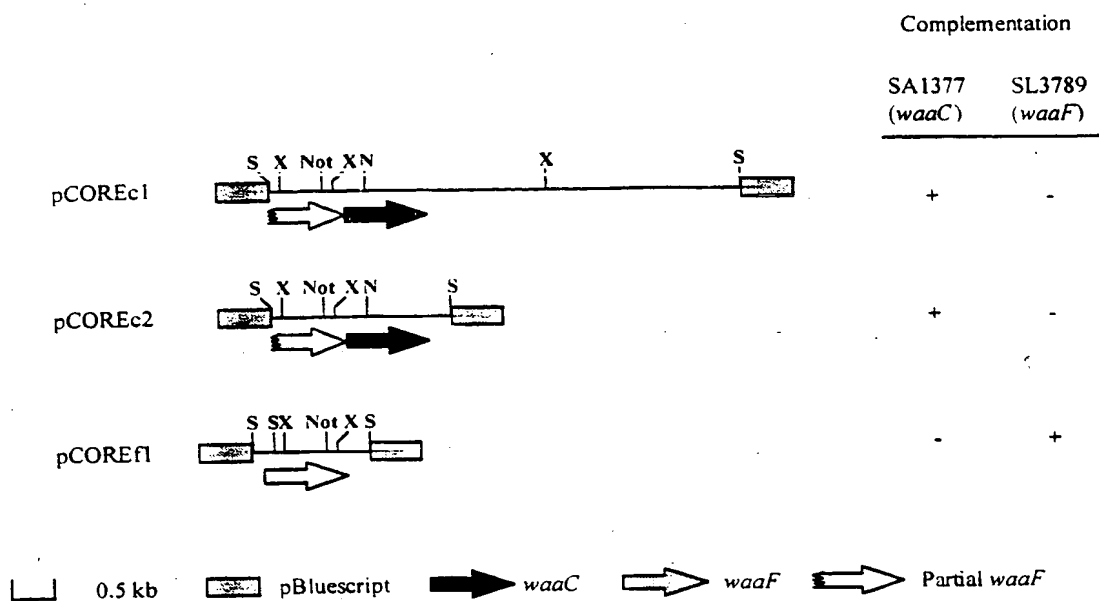 Complementation
SA1377 SL3789
(waaC) (waaF)
S X Not X N X S
pCOREc1 + -
S X Not X N S
pCOREc2 + -
S S X Not X S
pCOREf1 - +
0.5 kb pBluescript waaC waaF Partial waaF